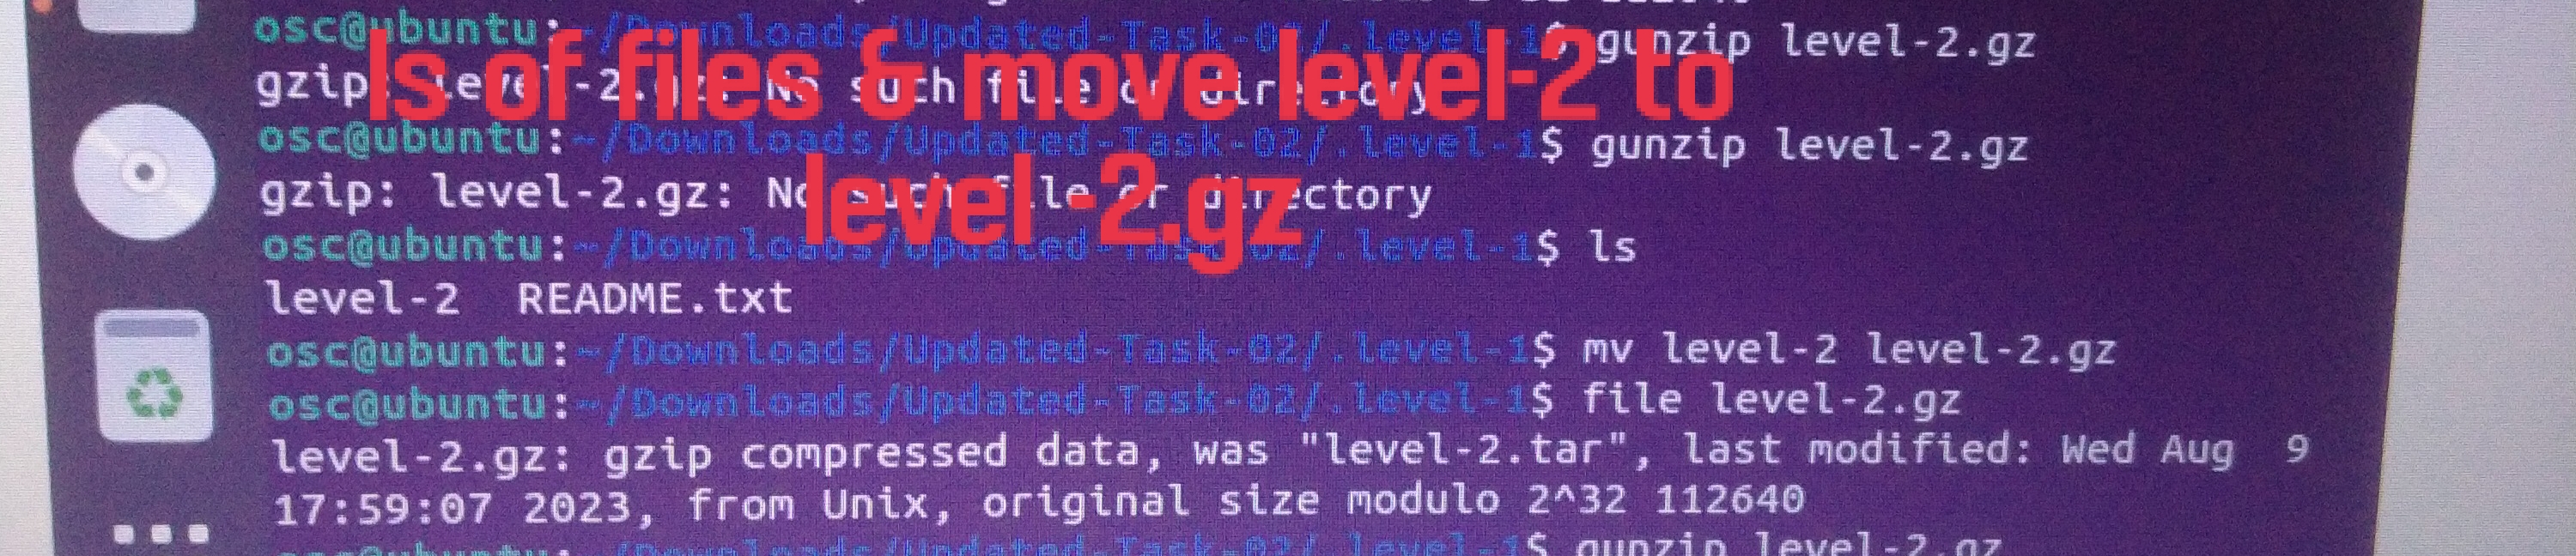 osc@ubuntu:~/Downloads/Updated-Task-02/.level-1$ gunzip level-2.gz
gzip: level-2.gz: No such file or directory
osc@ubuntu:~/Downloads/Updated-Task-02/.level-1$ gunzip level-2.gz
gzip: level-2.gz: No such file or directory
osc@ubuntu:~/Downloads/Updated-Task-02/.level-1$ ls
level-2 README.txt
osc@ubuntu:~/Downloads/Updated-Task-02/.level-1$ mv level-2 level-2.gz
osc@ubuntu:~/Downloads/Updated-Task-02/.level-1$ file level-2.gz
level-2.gz: gzip compressed data, was "level-2.tar", last modified: Wed Aug 9
17:59:07 2023, from Unix, original size modulo 2^32 112640
osc@ubuntu:~/Downloads/Updated-Task-02/.level-1$ gunzip level-2.gz
ls of files & move level-2 to
level -2.gz